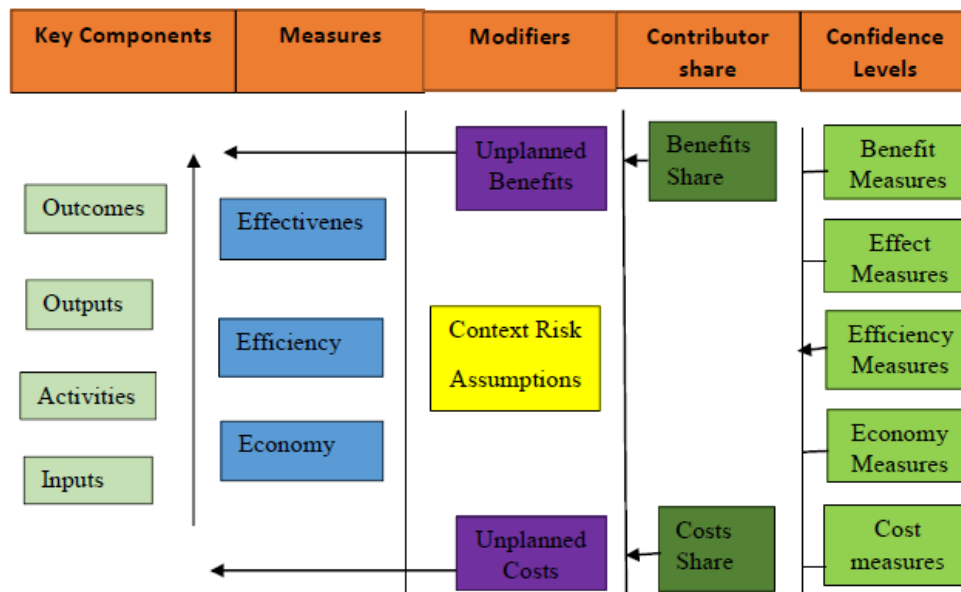 Key Components
Measures
Modifiers
Contributor
share
Confidence
Levels
Outcomes
Outputs
Activities
Inputs
Effectivenes
Efficiency
Economy
Unplanned
Benefits
Context Risk
Assumptions
Unplanned
Costs
Benefits
Share
Costs
Share
Benefit
Measures
Effect
Measures
Efficiency
Measures
Economy
Measures
Cost
measures